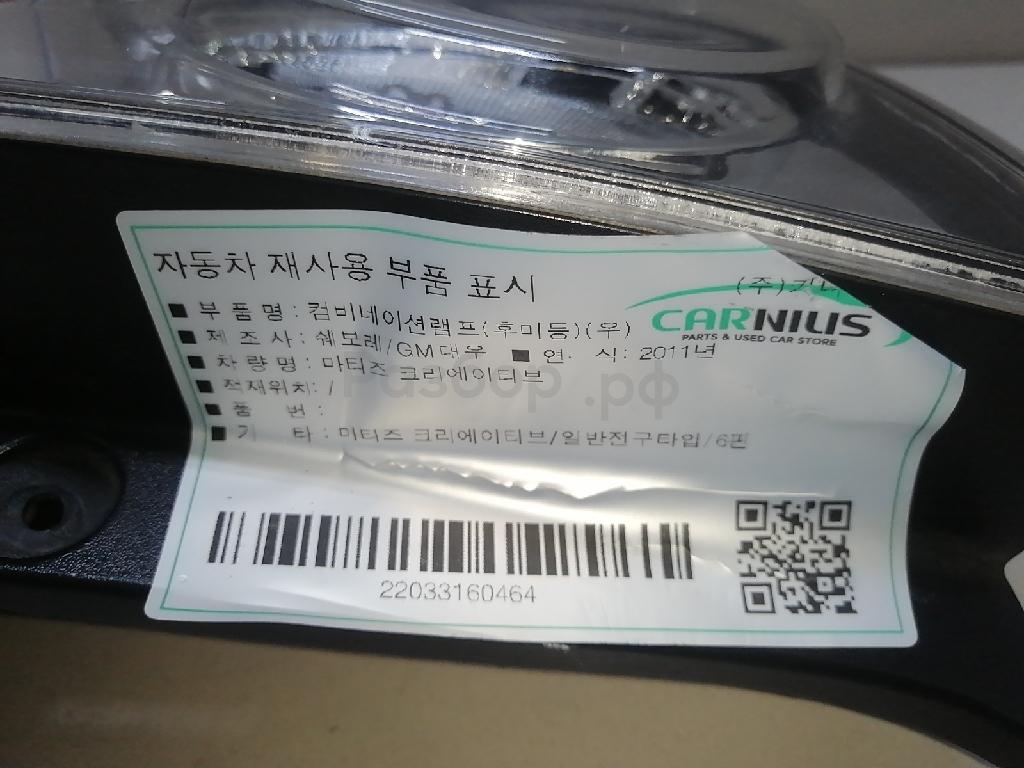 자동차 재사용 부품 표시
■ 부 품 명 : 컴비네이션램프(후미등)(우)
(주)카니
CARNILIS
PARTS & USED CAR STORE
■ 제 조 사 : 쉐보레/GM대우 ■ 연 식 : 2011년
■ 차 량 명 : 마티즈 크리에이티브
■ 적재위치: /
■ 품 번 :
■ 기 타 : 마티즈 크리에이티브/일반전구타입/6핀
Разбор.рф
22033160464